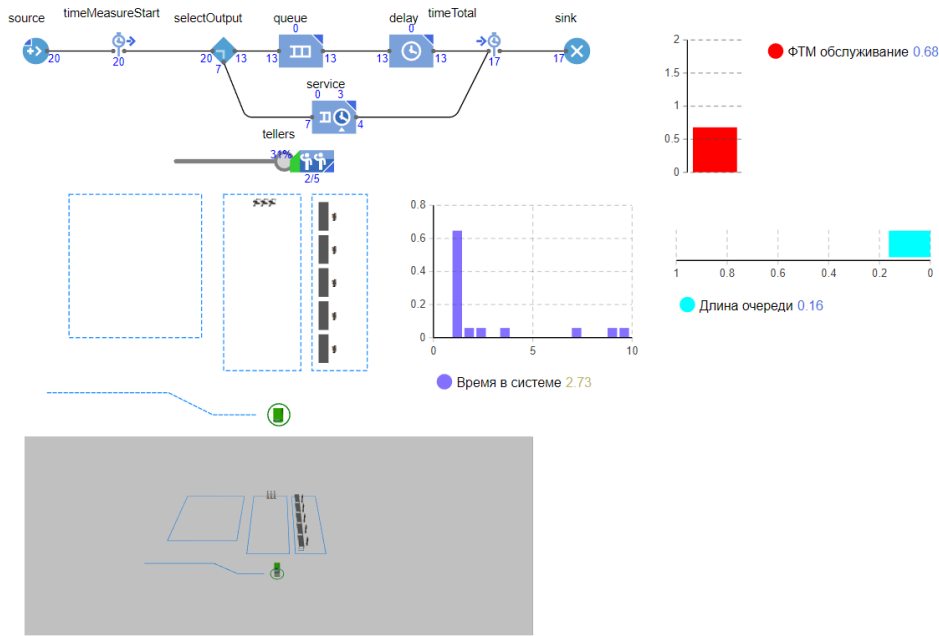 source timeMeasureStart selectOutput queue delay timeTotal sink
0 0
20 20 20 13 13 13 13 13 17 17
7
service
0 3
7 4
tellers
31%
2/5
2
1.5
1
0.5
0
ФТМ обслуживание 0.68
0.8
0.6
0.4
0.2
0
0 5 10
Время в системе 2.73
1 0.8 0.6 0.4 0.2 0
Длина очереди 0.16